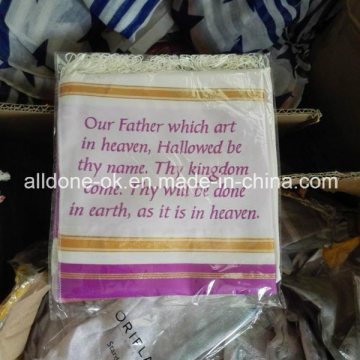 Our Father which art
in heaven, Hallowed be
thy name. Thy kingdom
alldone-ok.en.made-in-china.com
come. Thy will be done
in earth, as it is in heaven.
ORIFL